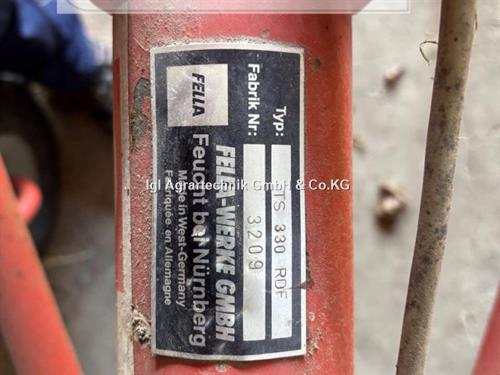 FELLA
Typ:
TS 330 RDF
Fabrik Nr:
3209
FELLA-WERKE GMBH
Feucht bei Nürnberg
Made in West-Germany
Fabriquée en Allemagne
Igl Agrartechnik GmbH & Co.KG